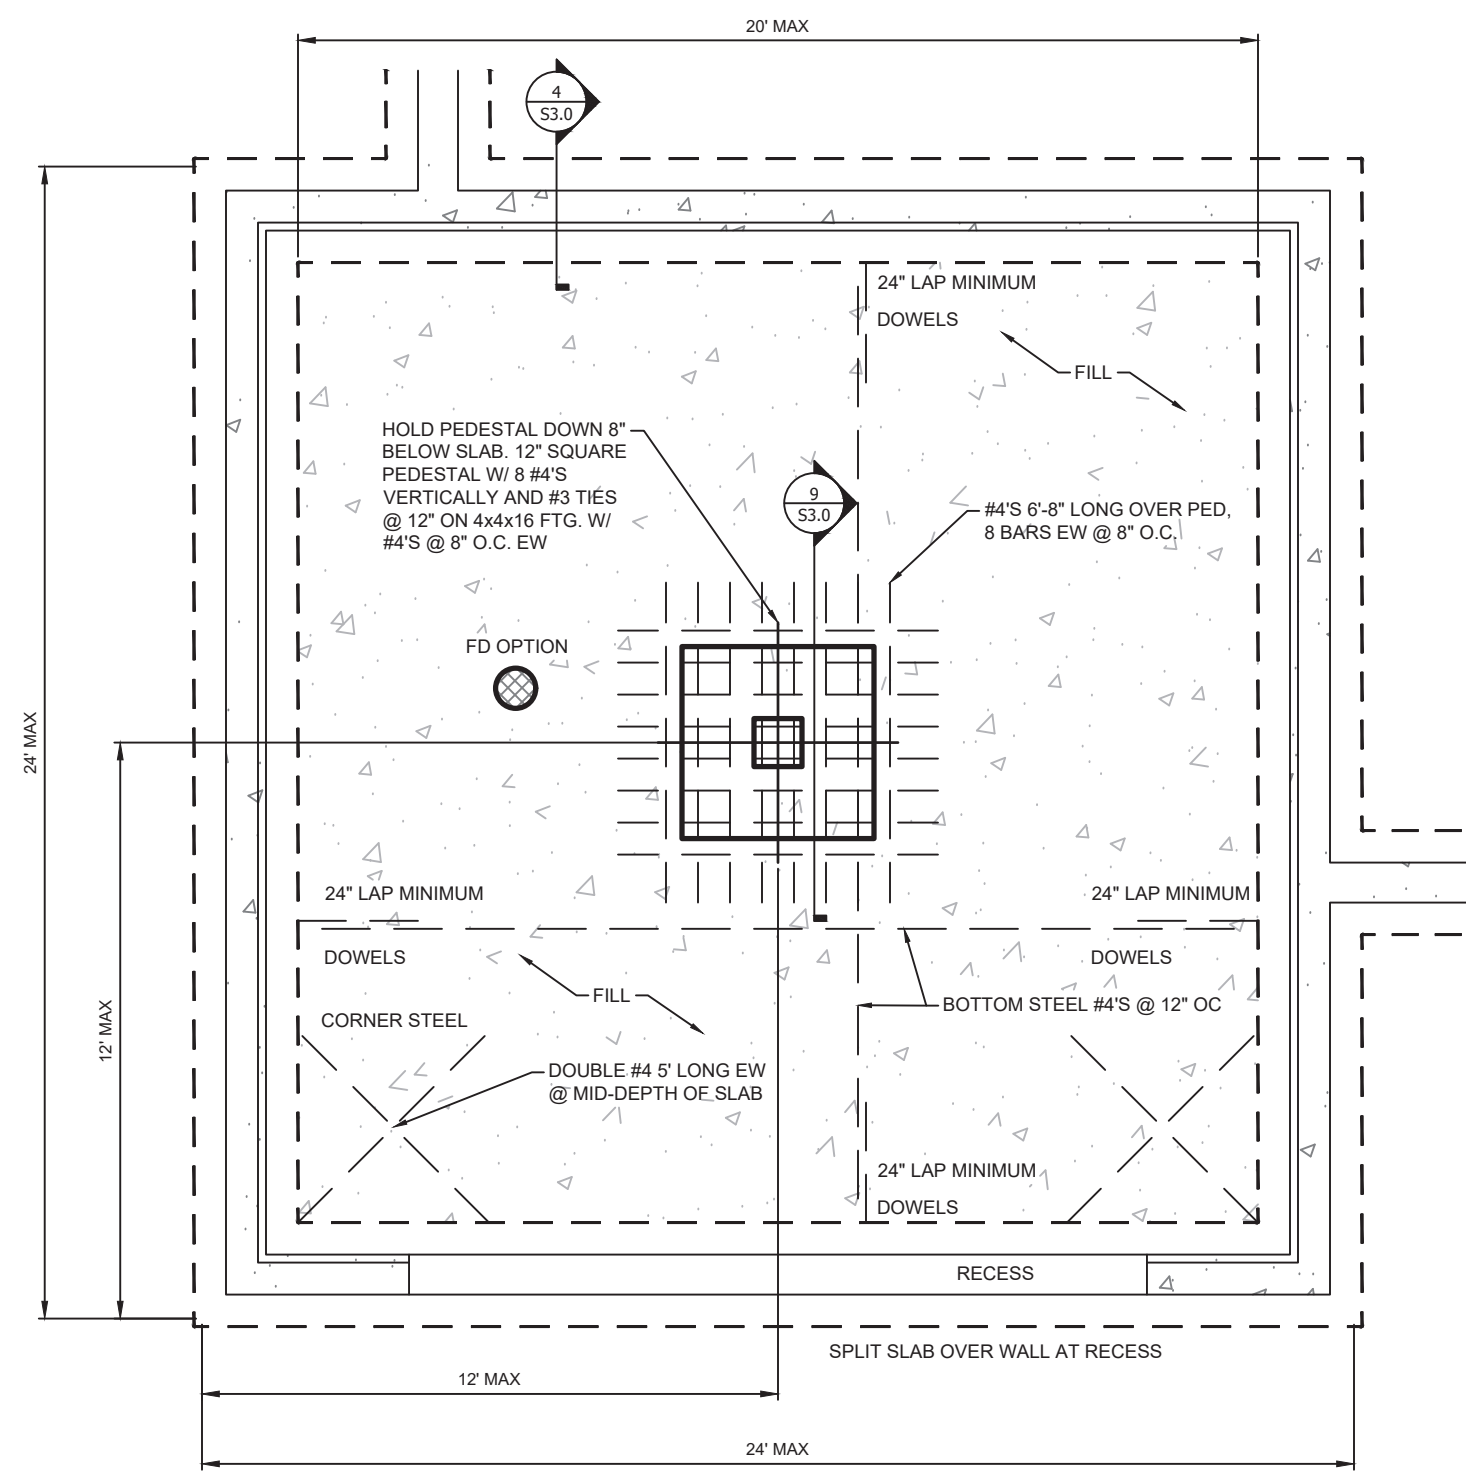 20' MAX
4
S3.0
24" LAP MINIMUM
DOWELS
FILL
HOLD PEDESTAL DOWN 8"
BELOW SLAB. 12" SQUARE
PEDESTAL W/ 8 #4'S
VERTICALLY AND #3 TIES
@ 12" ON 4x4x16 FTG. W/
#4'S @ 8" O.C. EW
9
S3.0
#4'S 6'-8" LONG OVER PED,
8 BARS EW @ 8" O.C.
FD OPTION
24' MAX
24" LAP MINIMUM
24" LAP MINIMUM
DOWELS
DOWELS
FILL
BOTTOM STEEL #4'S @ 12" OC
CORNER STEEL
12' MAX
DOUBLE #4 5' LONG EW
@ MID-DEPTH OF SLAB
24" LAP MINIMUM
DOWELS
RECESS
SPLIT SLAB OVER WALL AT RECESS
12' MAX
24' MAX